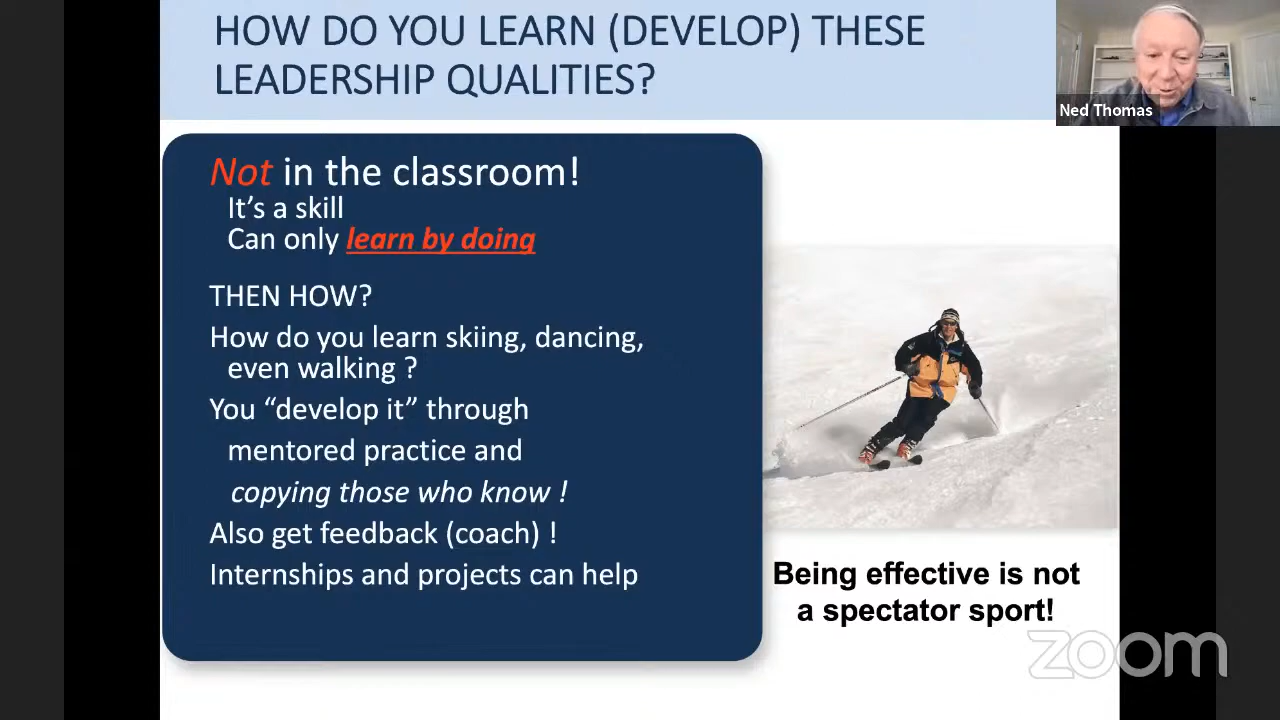 HOW DO YOU LEARN (DEVELOP) THESE
LEADERSHIP QUALITIES?
Ned Thomas
Not in the classroom!
It's a skill
Can only learn by doing
THEN HOW?
How do you learn skiing, dancing,
even walking ?
You “develop it” through
mentored practice and
copying those who know !
Also get feedback (coach) !
Internships and projects can help
Being effective is not
a spectator sport!
zoom